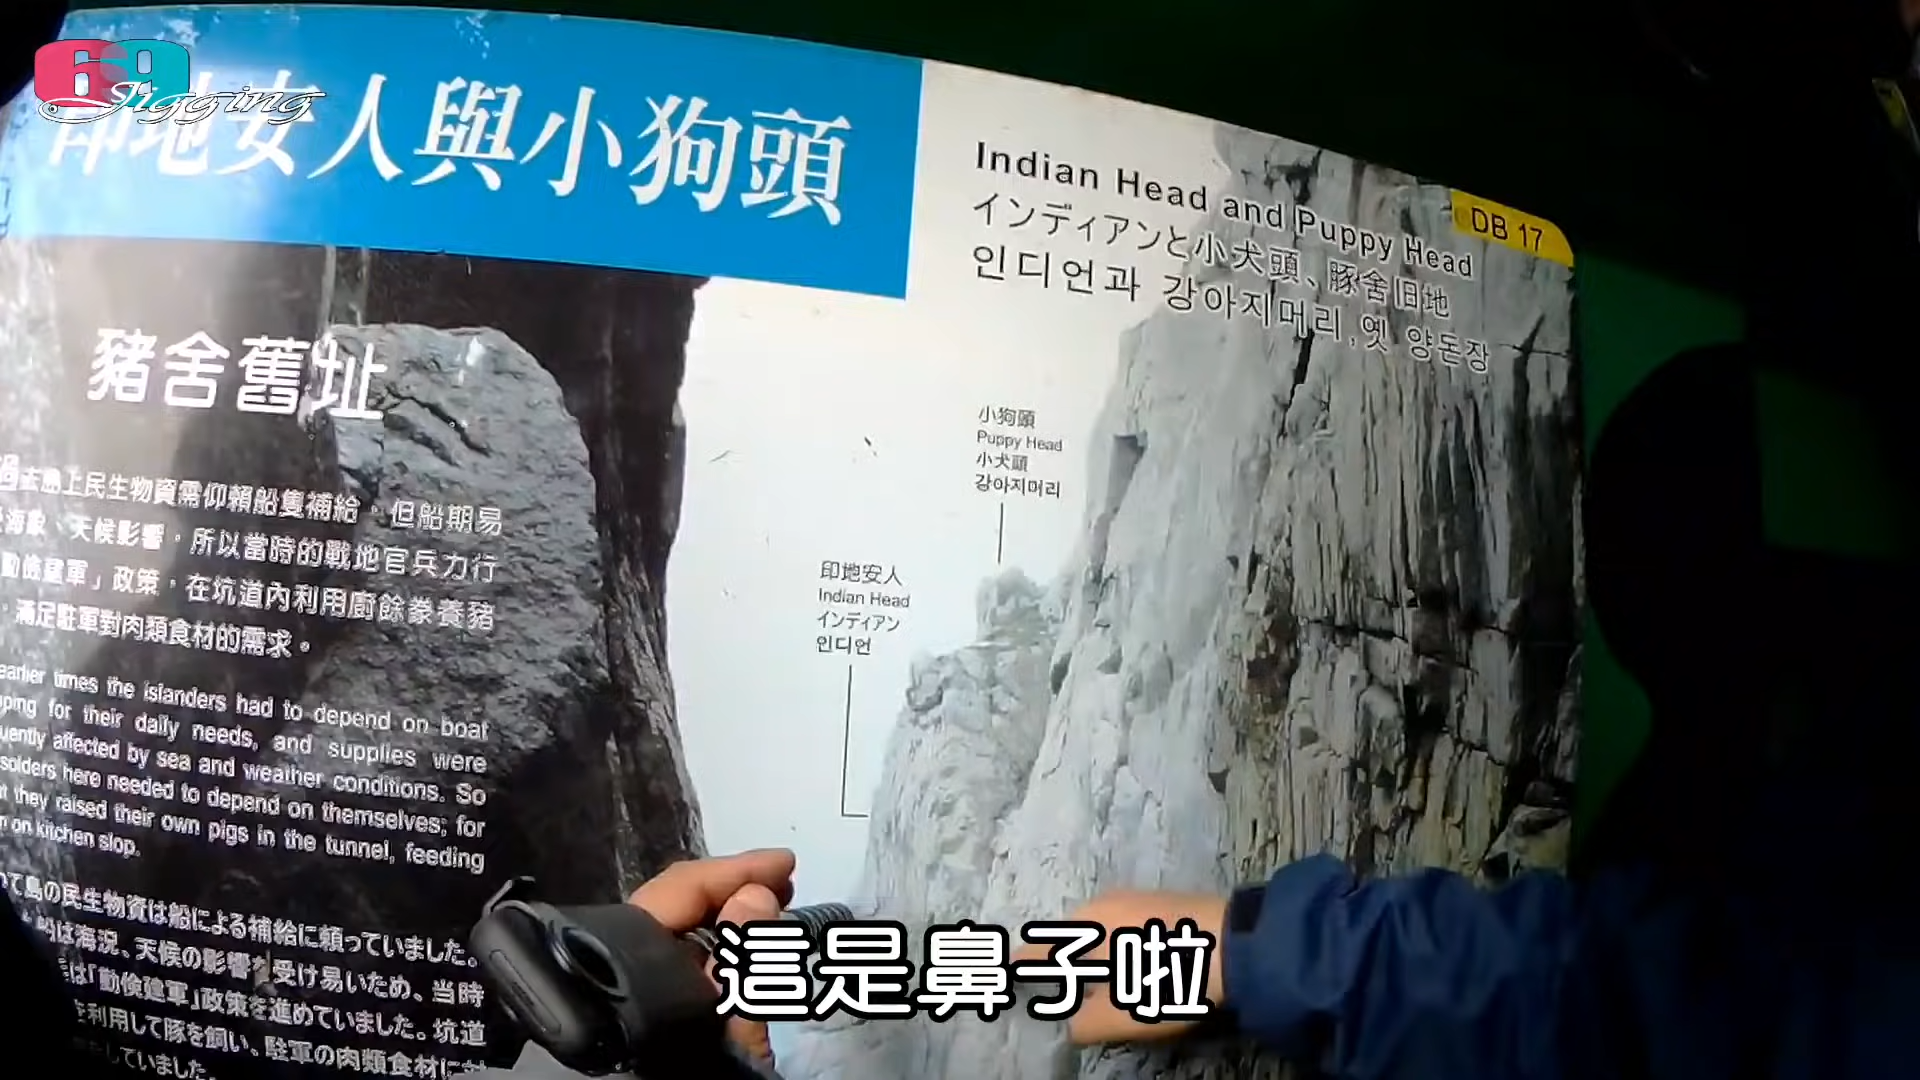 69
Jigging
印地安人與小狗頭
Indian Head and Puppy Head
インディアンと小犬頭、豚舎旧地
인디언과 강아지머리, 옛 양돈장
DB 17
豬舍舊址
過去島上民生物資需仰賴船隻補給，但船期易
海象、天候影響，所以當時的戰地官兵力行
勤儉建軍」政策，在坑道內利用廚餘豢養豬
，滿足駐軍對肉類食材的需求。
earlier times the islanders had to depend on boat
for their daily needs, and supplies were
affected by sea and weather conditions. So
solders here needed to depend on themselves; for
they raised their own pigs in the tunnel, feeding
on kitchen slop.
島の民生物資は船による補給に頼っていました。
は海況、天候の影響を受け易いため、当時
は「勤倹建軍」政策を進めていました。坑道
利用して豚を飼い、駐軍の肉類食材に
していました。
小狗頭
Puppy Head
小犬頭
강아지머리
印地安人
Indian Head
インディアン
인디언
這是鼻子啦